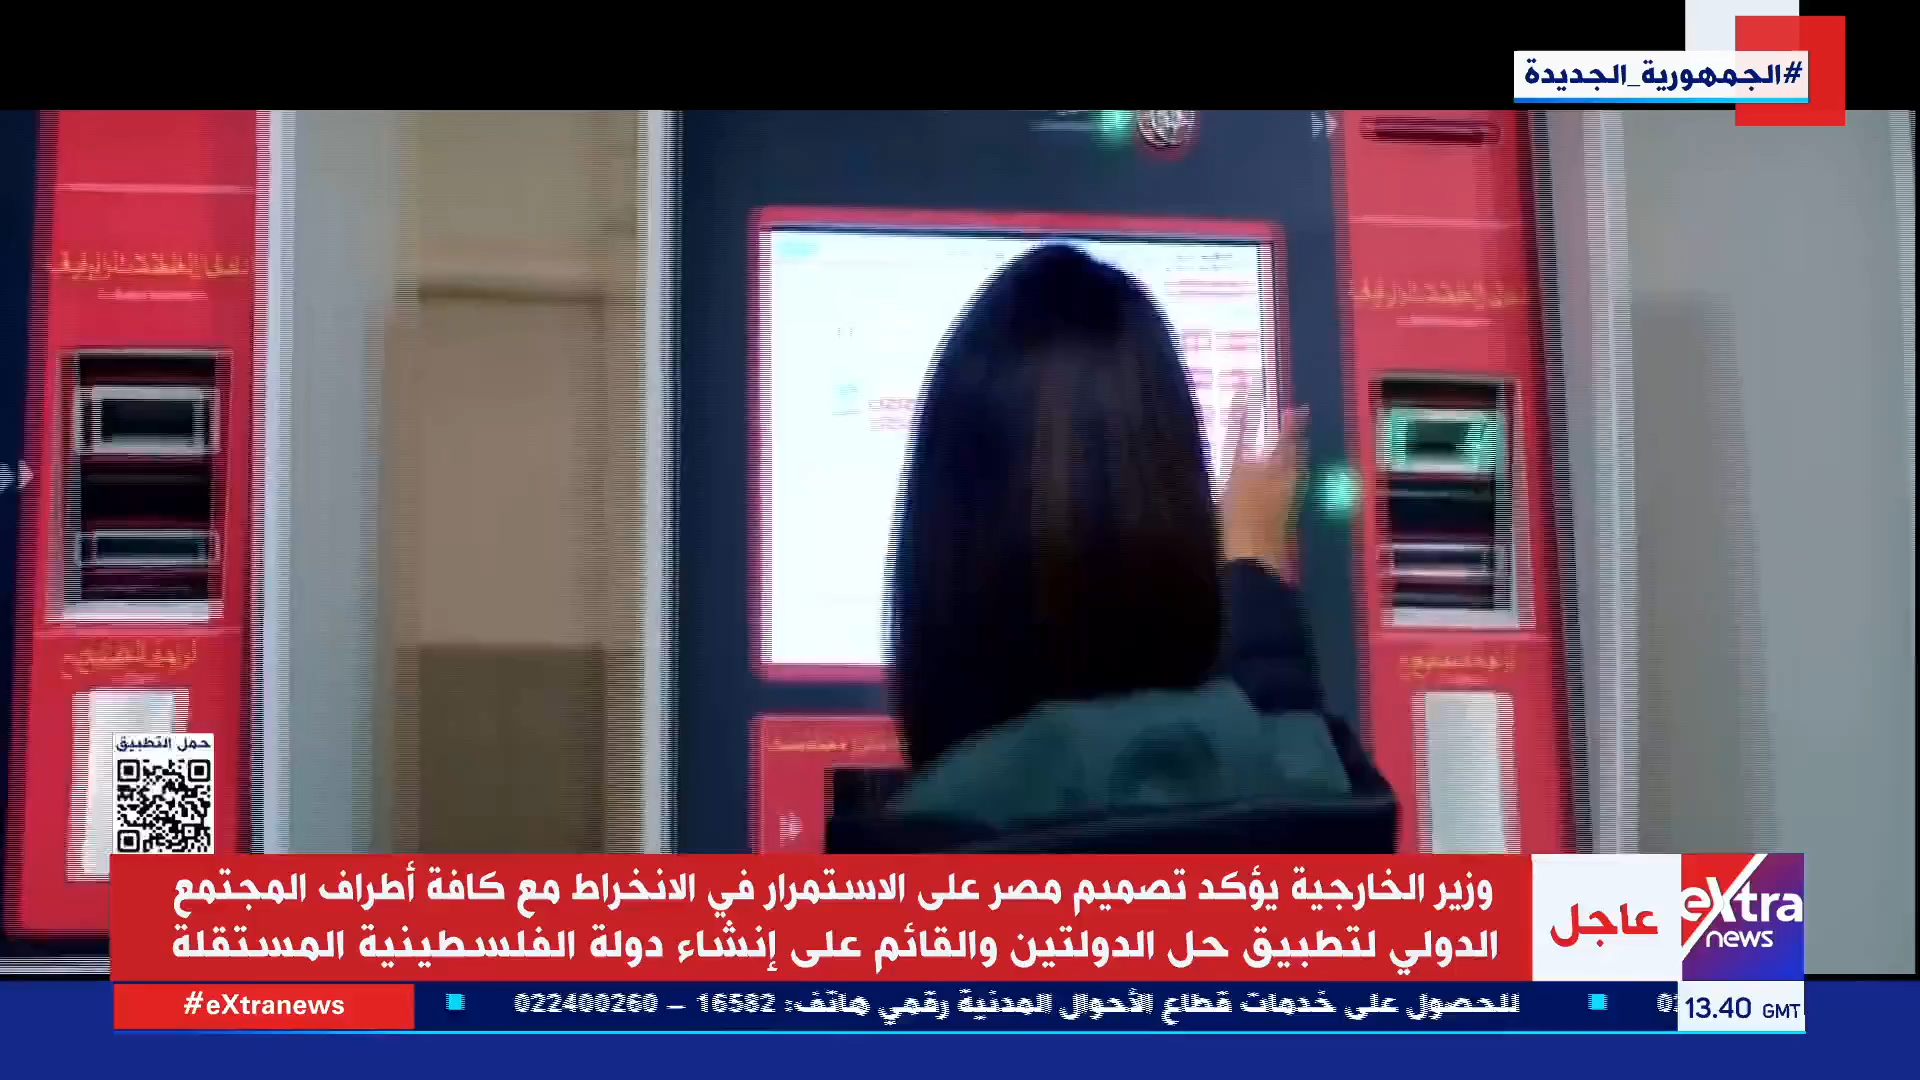 #الجمهورية_الجديدة
حمل التطبيق
وزير الخارجية يؤكد تصميم مصر على الاستمرار في الانخراط مع كافة أطراف المجتمع
الدولي لتطبيق حل الدولتين والقائم على إنشاء دولة الفلسطينية المستقلة
عاجل
eXtra
news
#eXtranews
للحصول على خدمات قطاع الأحوال المدنية رقمي هاتف: 16582 – 022400260
13.40 GMT